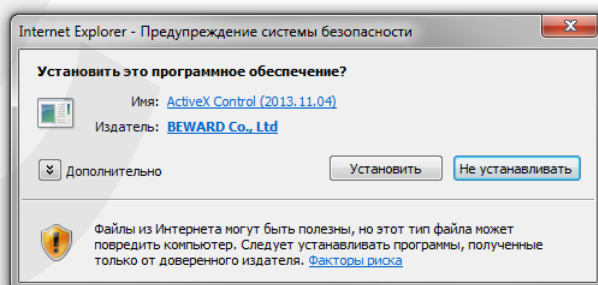 Internet Explorer - Предупреждение системы безопасности
Установить это программное обеспечение?
Имя: ActiveX Control (2013.11.04)
Издатель: BEWARD Co., Ltd
Дополнительно
Установить
Не устанавливать
Файлы из Интернета могут быть полезны, но этот тип файла может
повредить компьютер. Следует устанавливать программы, полученные
только от доверенного издателя. Факторы риска